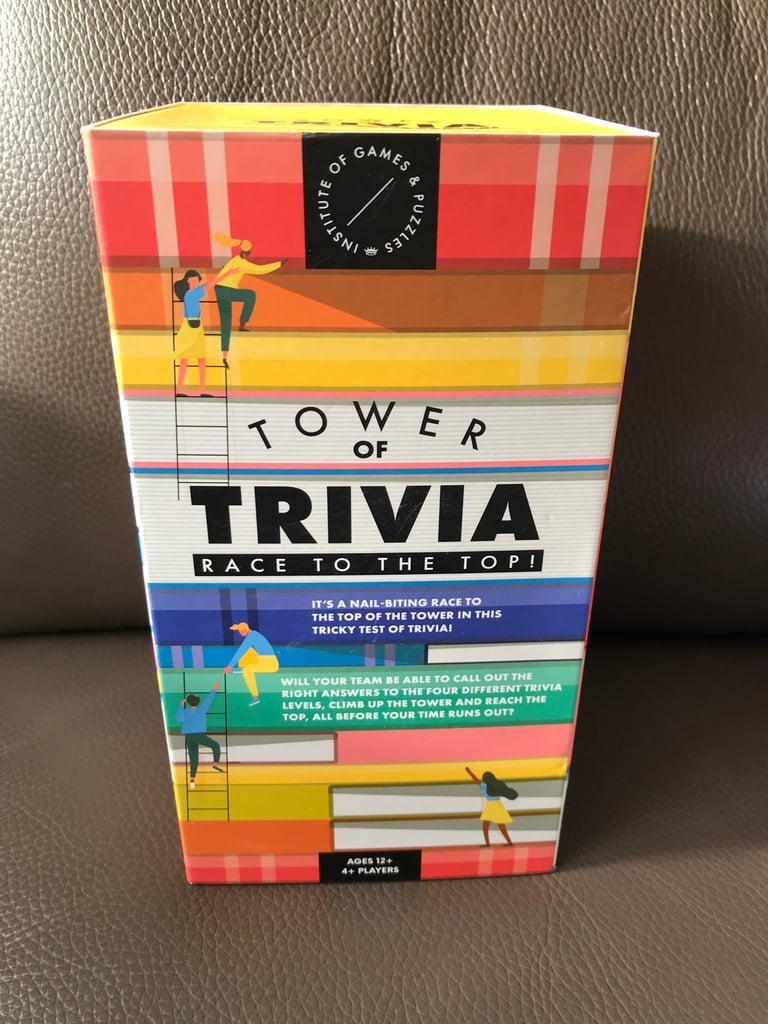 TRIVIA
INSTITUTE OF GAMES & PUZZLES
TOWER
OF
TRIVIA
RACE TO THE TOP!
IT'S A NAIL-BITING RACE TO
THE TOP OF THE TOWER IN THIS
TRICKY TEST OF TRIVIA!
WILL YOUR TEAM BE ABLE TO CALL OUT THE
RIGHT ANSWERS TO THE FOUR DIFFERENT TRIVIA
LEVELS, CLIMB UP THE TOWER AND REACH THE
TOP, ALL BEFORE YOUR TIME RUNS OUT?
AGES 12+
4+ PLAYERS